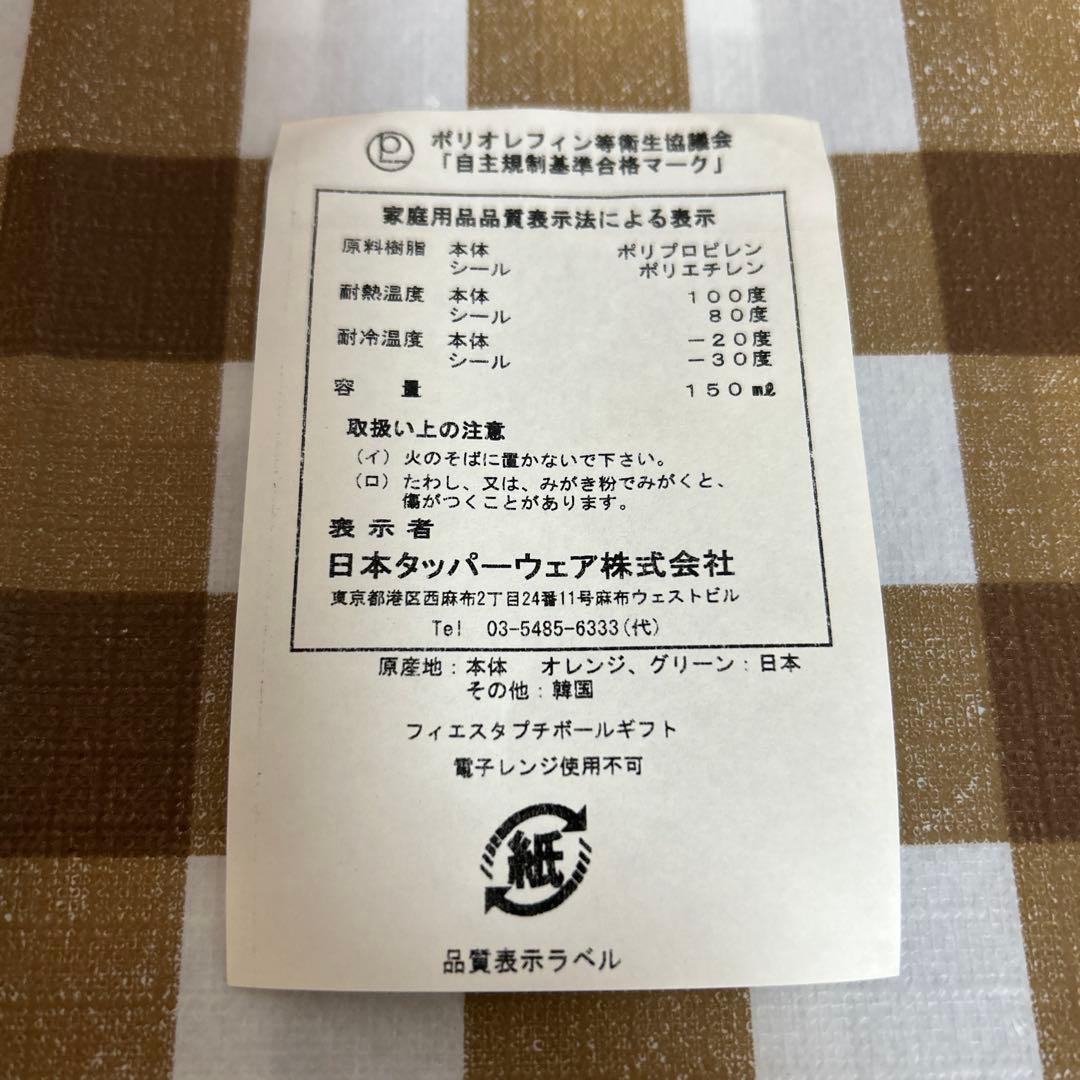 PL ポリオレフィン等衛生協議会
「自主規制基準合格マーク」
家庭用品品質表示法による表示
原料樹脂 本体 ポリプロピレン
シール ポリエチレン
耐熱温度 本体 100度
シール 80度
耐冷温度 本体 -20度
シール -30度
容 量 150㎖
取扱い上の注意
(イ) 火のそばに置かないで下さい。
(ロ) たわし、又は、みがき粉でみがくと、
傷がつくことがあります。
表示者
日本タッパーウェア株式会社
東京都港区西麻布2丁目24番11号麻布ウェストビル
Tel 03-5485-6333(代)
原産地:本体 オレンジ、グリーン:日本
その他:韓国
フィエスタプチボールギフト
電子レンジ使用不可
紙
品質表示ラベル